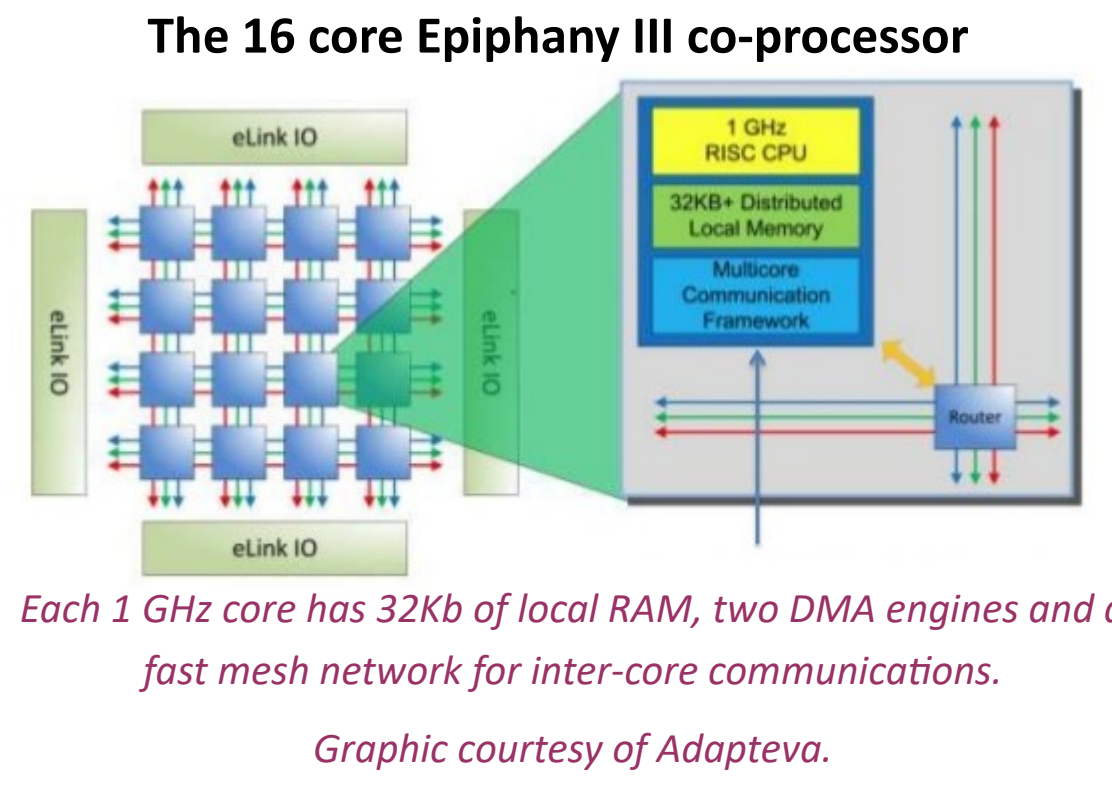 The 16 core Epiphany III co-processor
eLink IO
eLink IO
eLink IO
eLink IO
1 GHz
RISC CPU
32KB+ Distributed
Local Memory
Multicore
Communication
Framework
Router
Each 1 GHz core has 32Kb of local RAM, two DMA engines and
fast mesh network for inter-core communications.
Graphic courtesy of Adapteva.